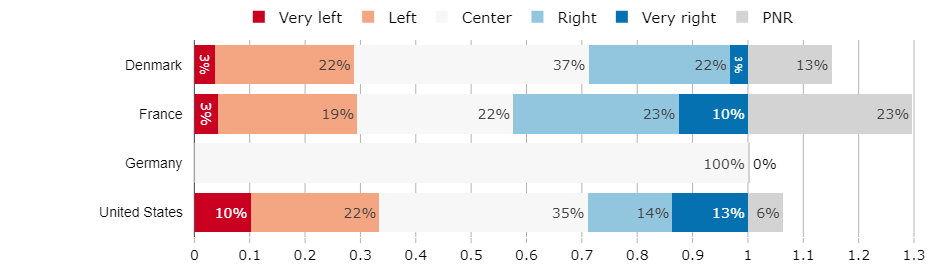 Very left Left Center Right Very right PNR
Denmark 3% 22% 37% 22% 3% 13%
France 3% 19% 22% 23% 10% 23%
Germany 100% 0%
United States 10% 22% 35% 14% 13% 6%
0 0.1 0.2 0.3 0.4 0.5 0.6 0.7 0.8 0.9 1 1.1 1.2 1.3